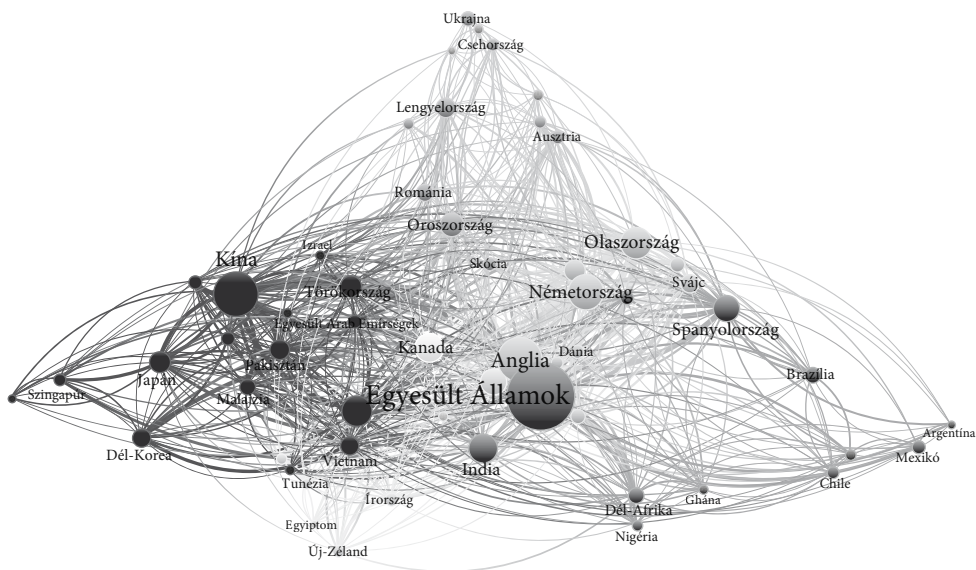 Ukrajna
Csehország
Lengyelország
Ausztria
Románia
Oroszország
Olaszország
Izrael
Kína
Skócia
Svájc
Törökország
Németország
Egyesült Arab Emírségek
Spanyolország
Kanada
Dánia
Anglia
Pakisztán
Brazília
Japán
Szingapúr
Malajzia
Egyesült Államok
Argentína
Dél-Korea
Mexikó
Vietnam
India
Tunézia
Chile
Írország
Ghána
Dél-Afrika
Egyiptom
Nigéria
Új-Zéland